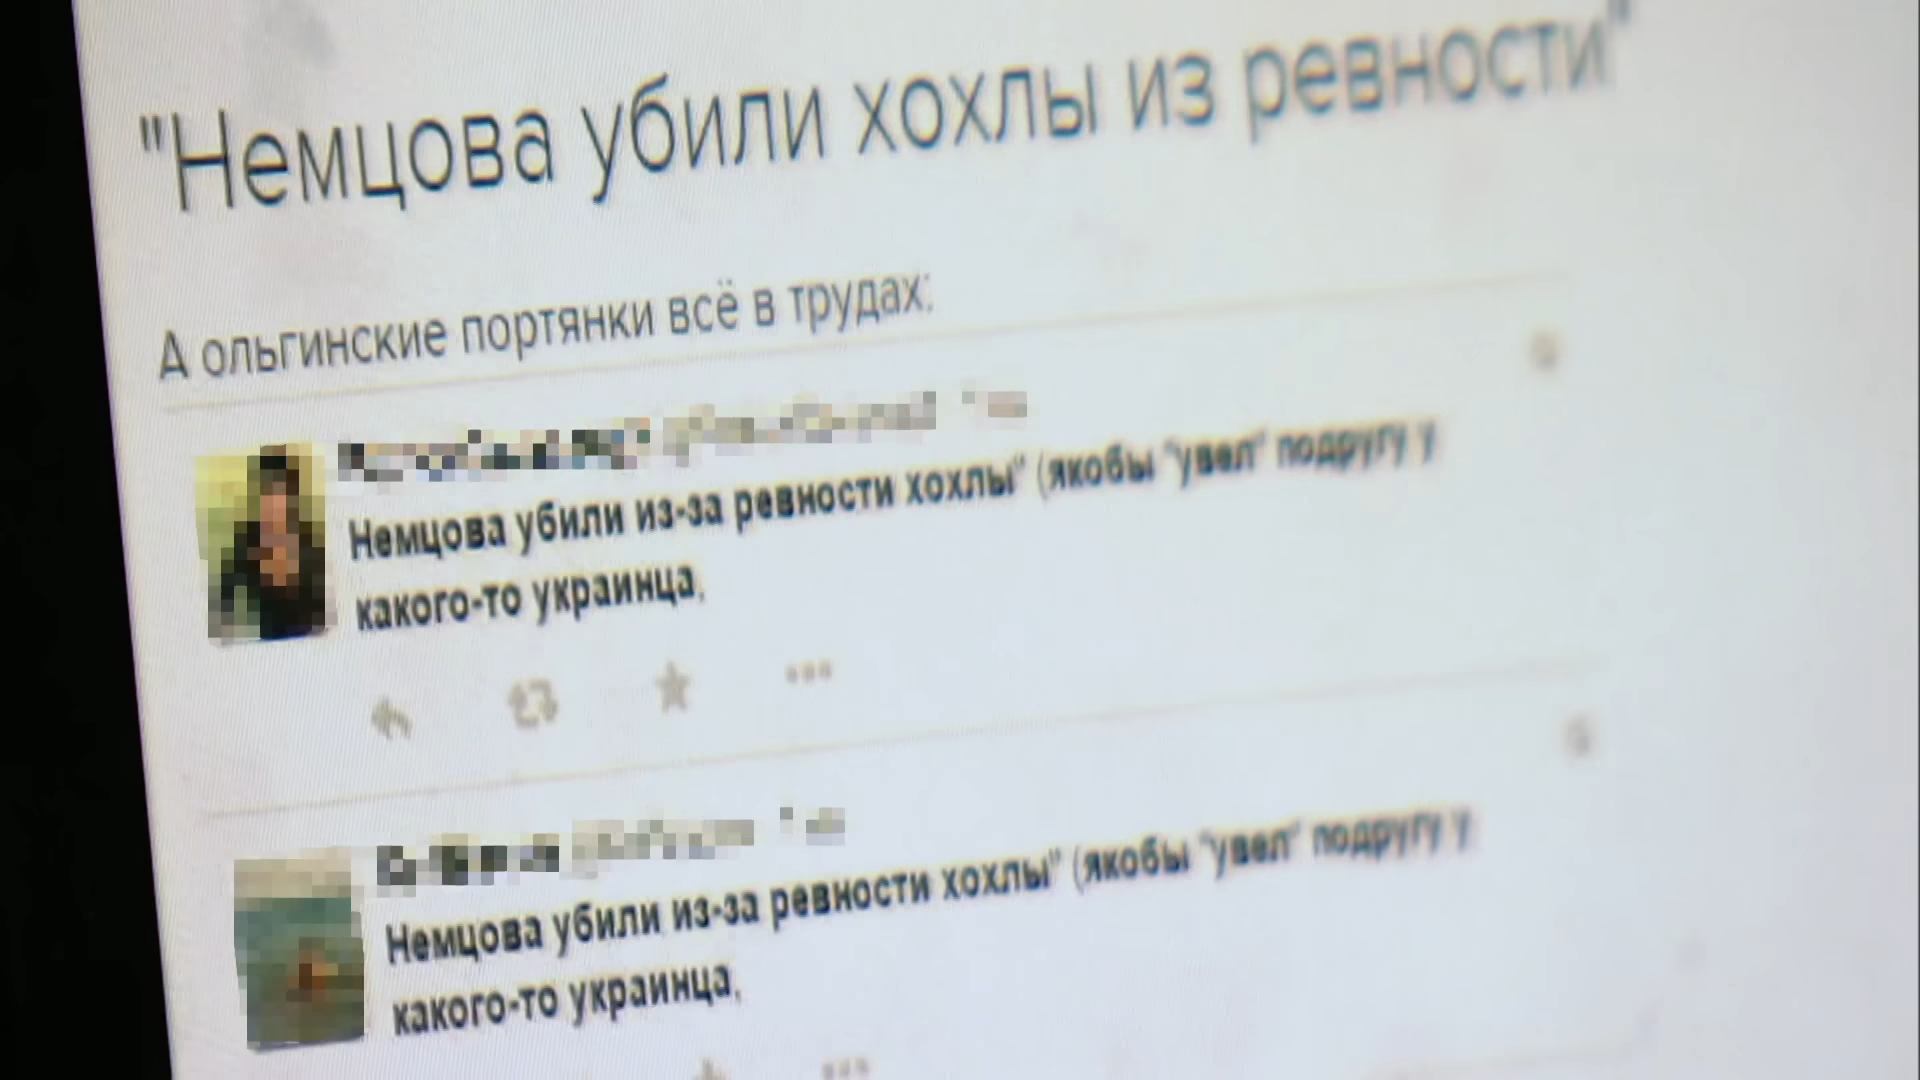 "Немцова убили хохлы из ревности"
А ольгинские портянки всё в трудах:
Немцова убили из-за ревности хохлы" (якобы "увел" подругу у
какого-то украинца,
Немцова убили из-за ревности хохлы" (якобы "увел" подругу у
какого-то украинца,